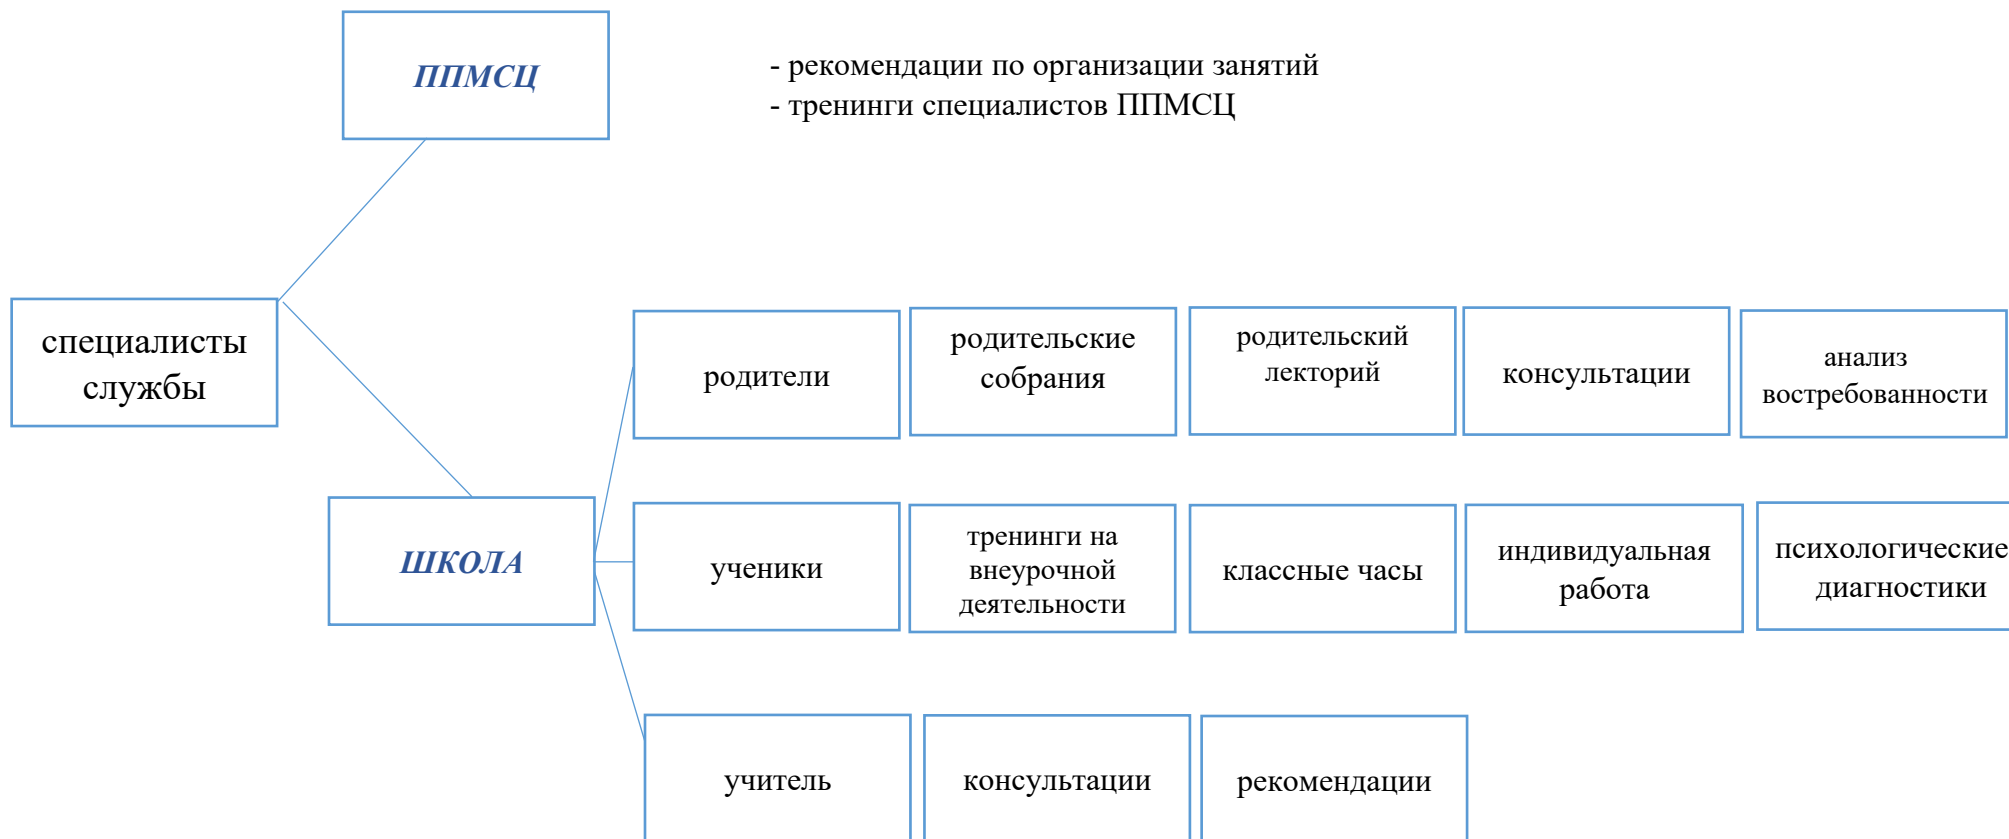 ППМСЦ
- рекомендации по организации занятий
- тренинги специалистов ППМСЦ
специалисты
службы
родители
родительские
собрания
родительский
лекторий
консультации
анализ
востребованности
ШКОЛА
ученики
тренинги на
внеурочной
деятельности
классные часы
индивидуальная
работа
психологические
диагностики
учитель
консультации
рекомендации